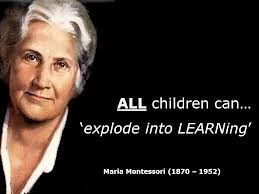 ALL children can…
‘explode into LEARNing’
Maria Montessori (1870 – 1952)